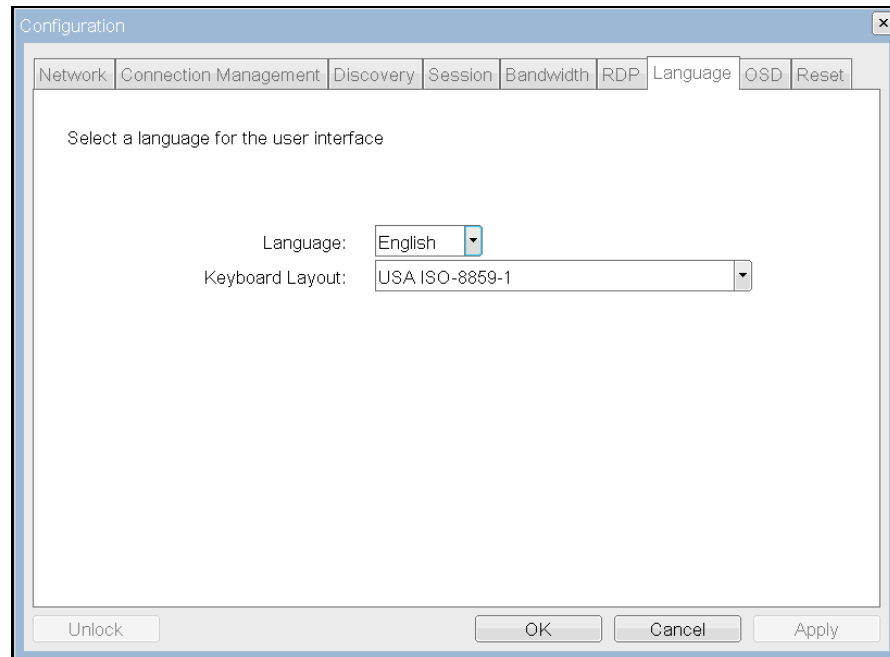 Configuration
Network Connection Management Discovery Session Bandwidth RDP Language OSD Reset
Select a language for the user interface
Language: English
Keyboard Layout: USA ISO-8859-1
Unlock OK Cancel Apply